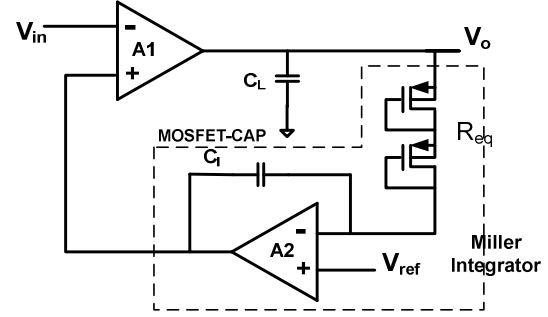 Vin
-
A1
+
Vo
CL
MOSFET-CAP
CI
Req
-
A2
+
Vref
Miller
Integrator